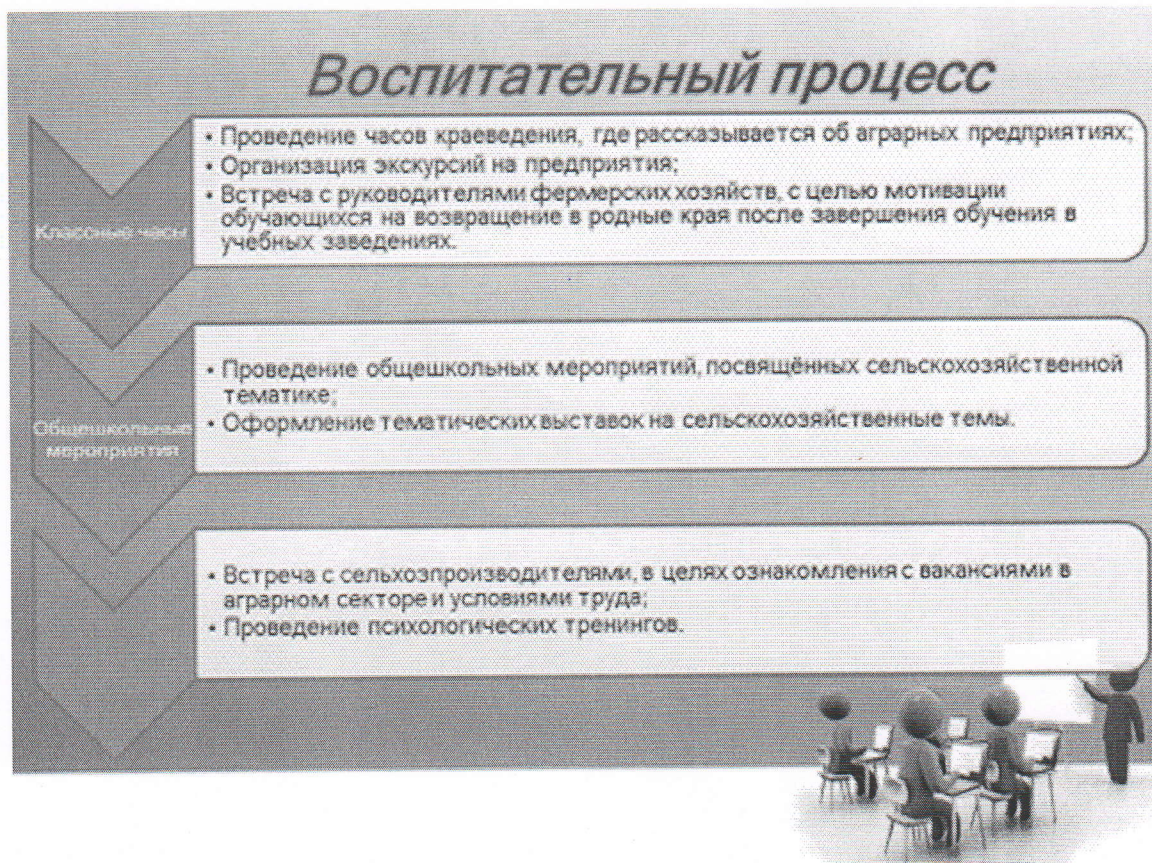 Воспитательный процесс
• Проведение часов краеведения, где рассказывается об аграрных предприятиях;
• Организация экскурсий на предприятия;
• Встреча с руководителями фермерских хозяйств, с целью мотивации
обучающихся на возвращение в родные края после завершения обучения в
учебных заведениях.
Классные часы
• Проведение общешкольных мероприятий, посвящённых сельскохозяйственной
тематике;
• Оформление тематических выставок на сельскохозяйственные темы.
Общешкольные
мероприятия
• Встреча с сельхозпроизводителями, в целях ознакомления с вакансиями в
аграрном секторе и условиями труда;
• Проведение психологических тренингов.